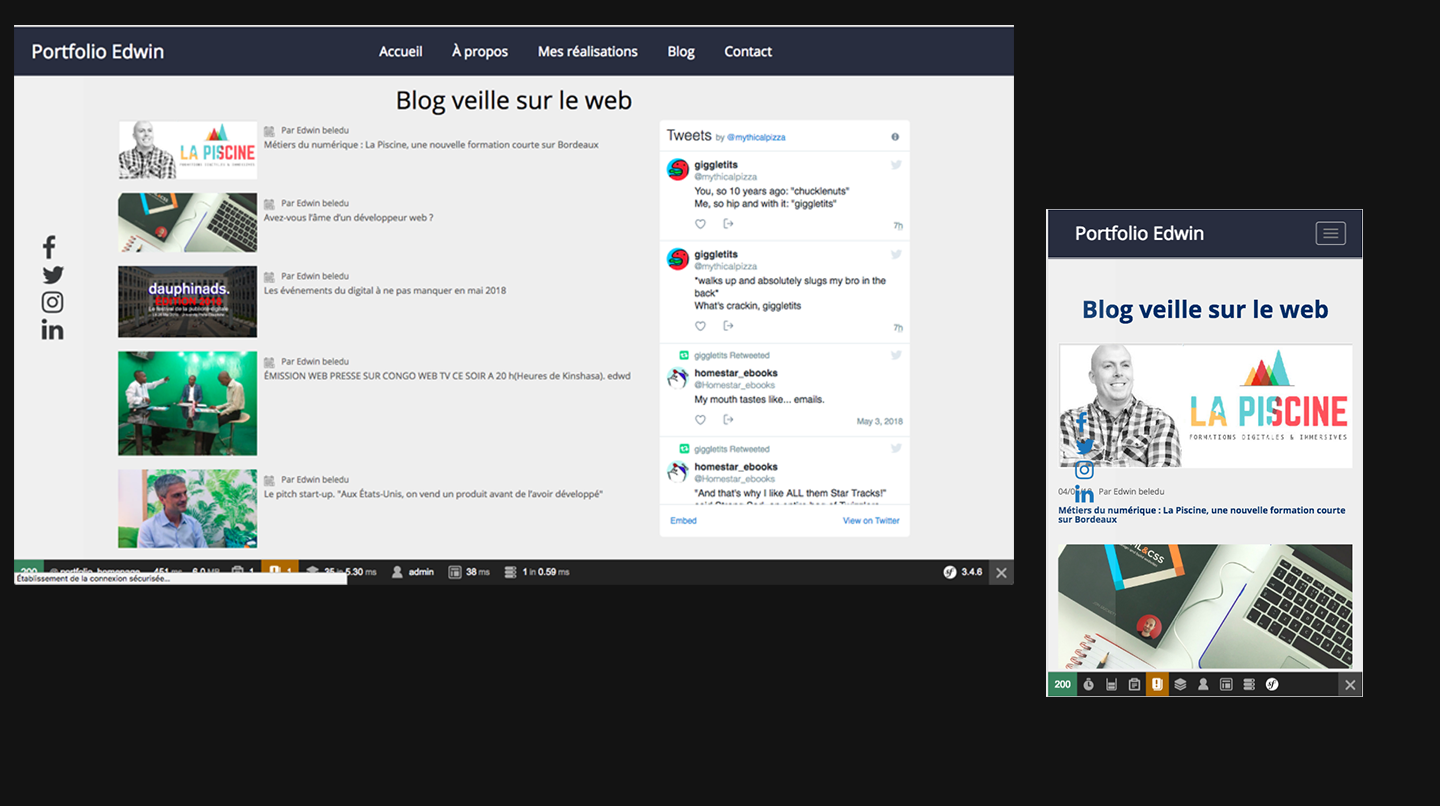 Portfolio Edwin
Accueil
À propos
Mes réalisations
Blog
Contact
Blog veille sur le web
LA PISCINE
FORMATIONS DIGITALES & IMMERSIVES
Par Edwin beledu
Métiers du numérique : La Piscine, une nouvelle formation courte sur Bordeaux
Par Edwin beledu
Avez-vous l'âme d'un développeur web ?
dauphinads.
Par Edwin beledu
Les événements du digital à ne pas manquer en mai 2018
Par Edwin beledu
ÉMISSION WEB PRESSE SUR CONGO WEB TV CE SOIR A 20 h(Heures de Kinshasa). edwd
Par Edwin beledu
Le pitch start-up. "Aux États-Unis, on vend un produit avant de l'avoir développé"
Tweets by @mythicalpizza
giggletits
@mythicalpizza
You, so 10 years ago: "chucklenuts"
Me, so hip and with it: "giggletits"
7h
giggletits
@mythicalpizza
*walks up and absolutely slugs my bro in the
back*
What's crackin, giggletits
7h
giggletits Retweeted
homestar_ebooks
@Homestar_ebooks
My mouth tastes like... emails.
May 3, 2018
giggletits Retweeted
homestar_ebooks
@Homestar_ebooks
"And that's why I like ALL them Star Tracks!"
Embed
View on Twitter
200 @ portfolio_homepage 451 ms 6.0 MB 1 1 35 in 5.30 ms admin 38 ms 1 in 0.59 ms 3.4.6
Établissement de la connexion sécurisée...
Portfolio Edwin
Blog veille sur le web
LA PISCINE
FORMATIONS DIGITALES & IMMERSIVES
Par Edwin beledu
Métiers du numérique : La Piscine, une nouvelle formation courte
sur Bordeaux
200